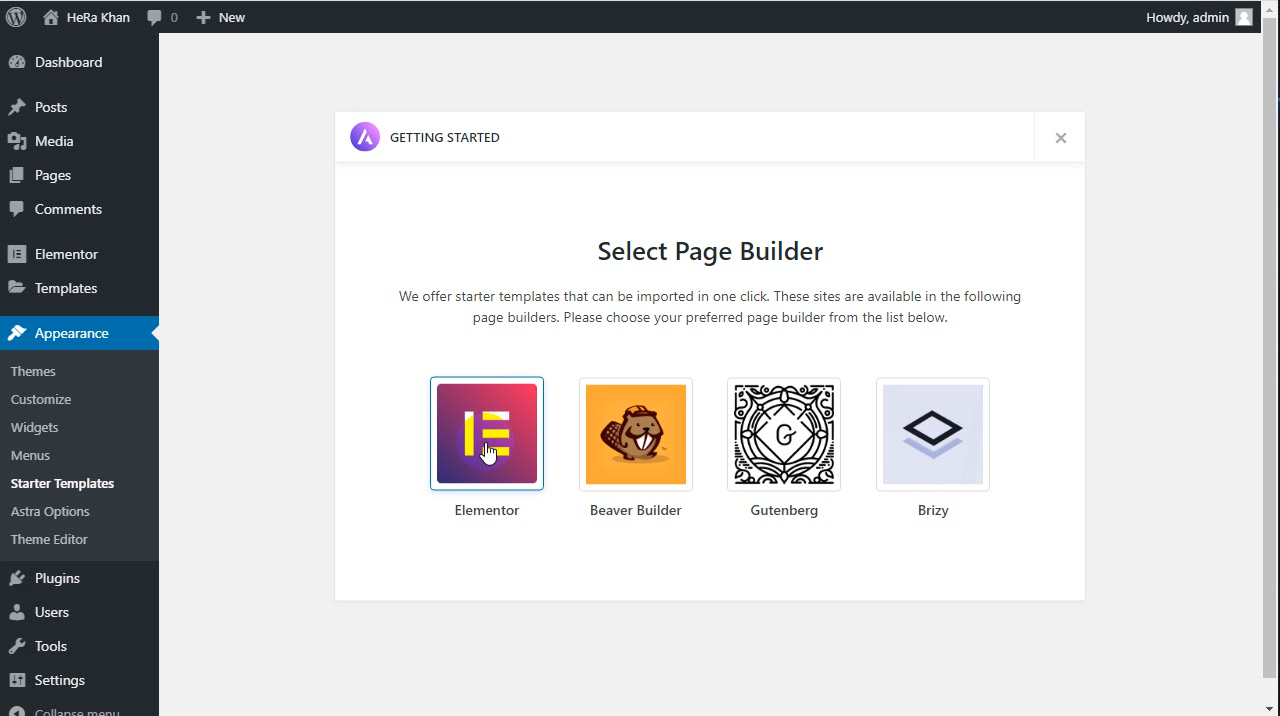 HeRa Khan
0
New
Howdy, admin
Dashboard
Posts
Media
Pages
Comments
Elementor
Templates
Appearance
Themes
Customize
Widgets
Menus
Starter Templates
Astra Options
Theme Editor
Plugins
Users
Tools
Settings
Collapse menu
GETTING STARTED
Select Page Builder
We offer starter templates that can be imported in one click. These sites are available in the following
page builders. Please choose your preferred page builder from the list below.
Elementor
Beaver Builder
Gutenberg
Brizy